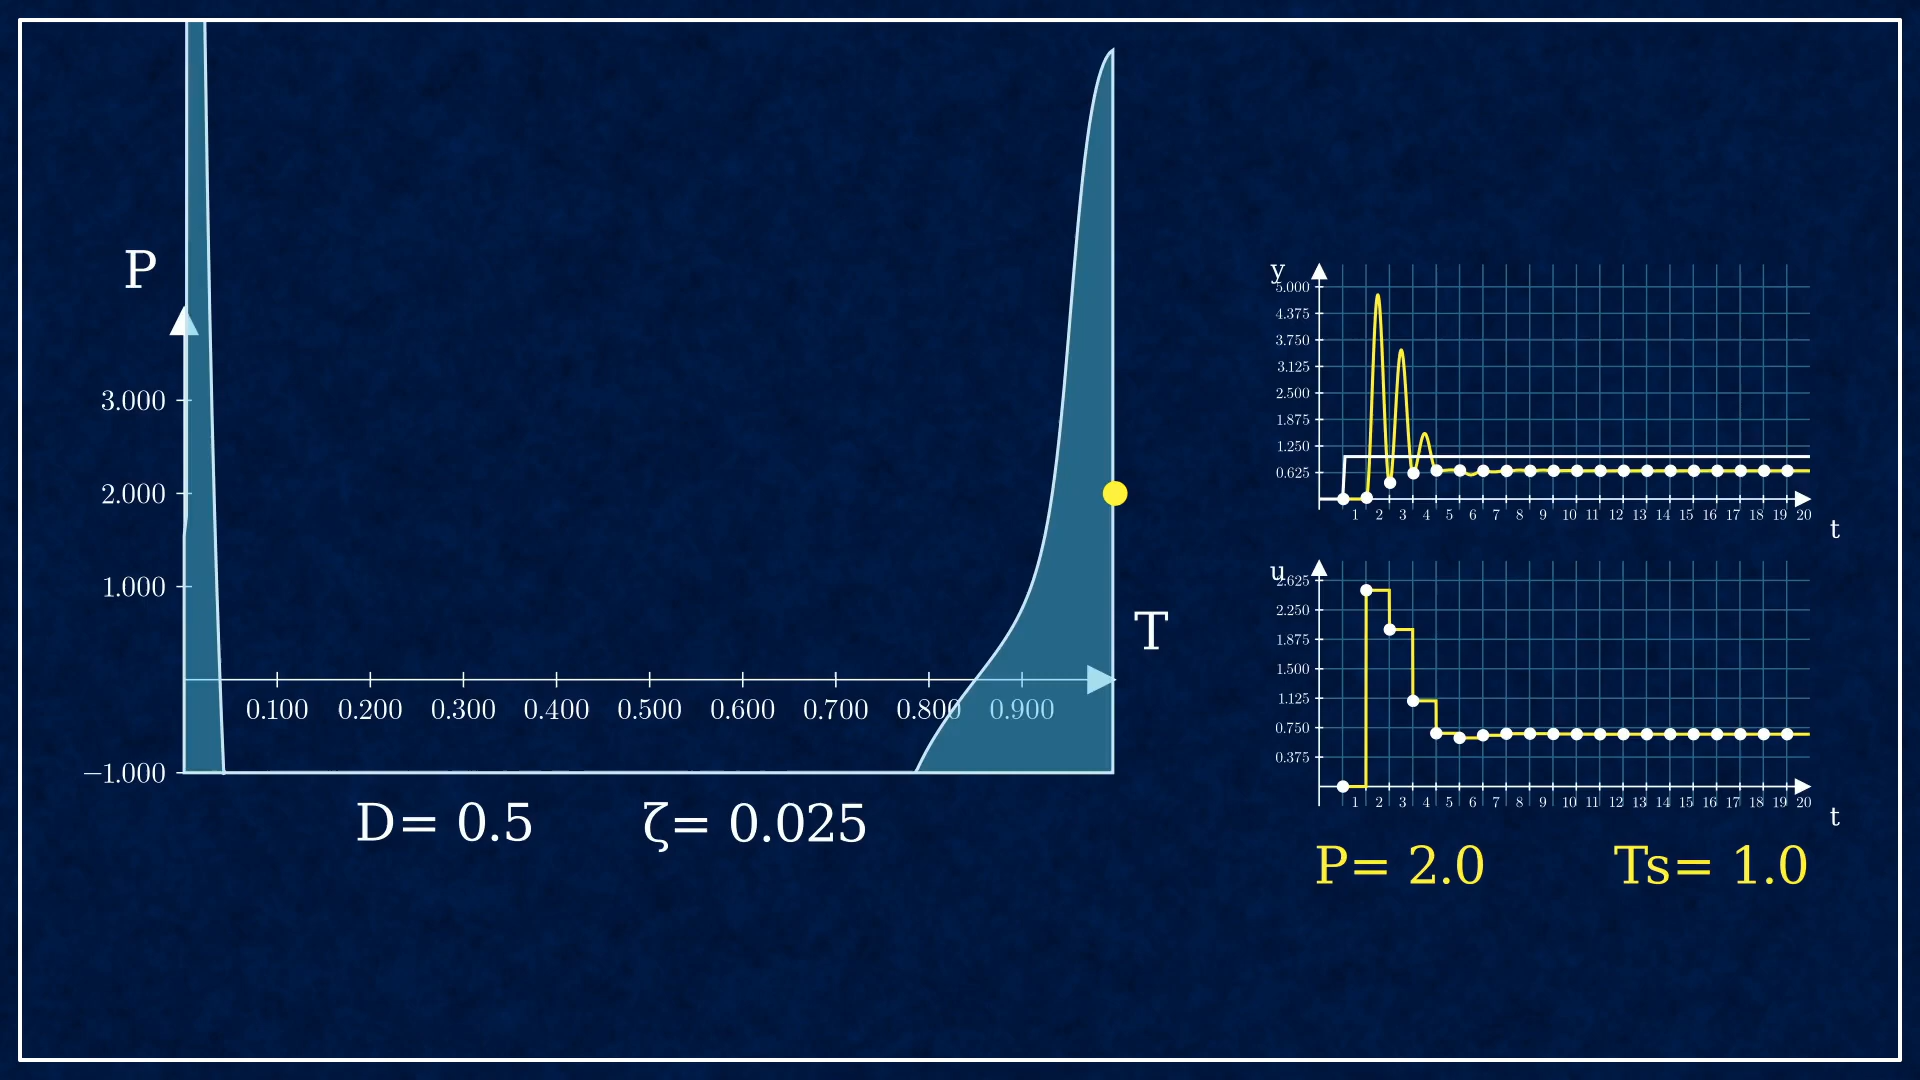 P
3.000
2.000
1.000
−1.000
0.100 0.200 0.300 0.400 0.500 0.600 0.700 0.800 0.900
T
D= 0.5 ζ= 0.025
y
5.000
4.375
3.750
3.125
2.500
1.875
1.250
0.625
1 2 3 4 5 6 7 8 9 10 11 12 13 14 15 16 17 18 19 20
t
u
2.625
2.250
1.875
1.500
1.125
0.750
0.375
1 2 3 4 5 6 7 8 9 10 11 12 13 14 15 16 17 18 19 20
t
P= 2.0 Ts= 1.0